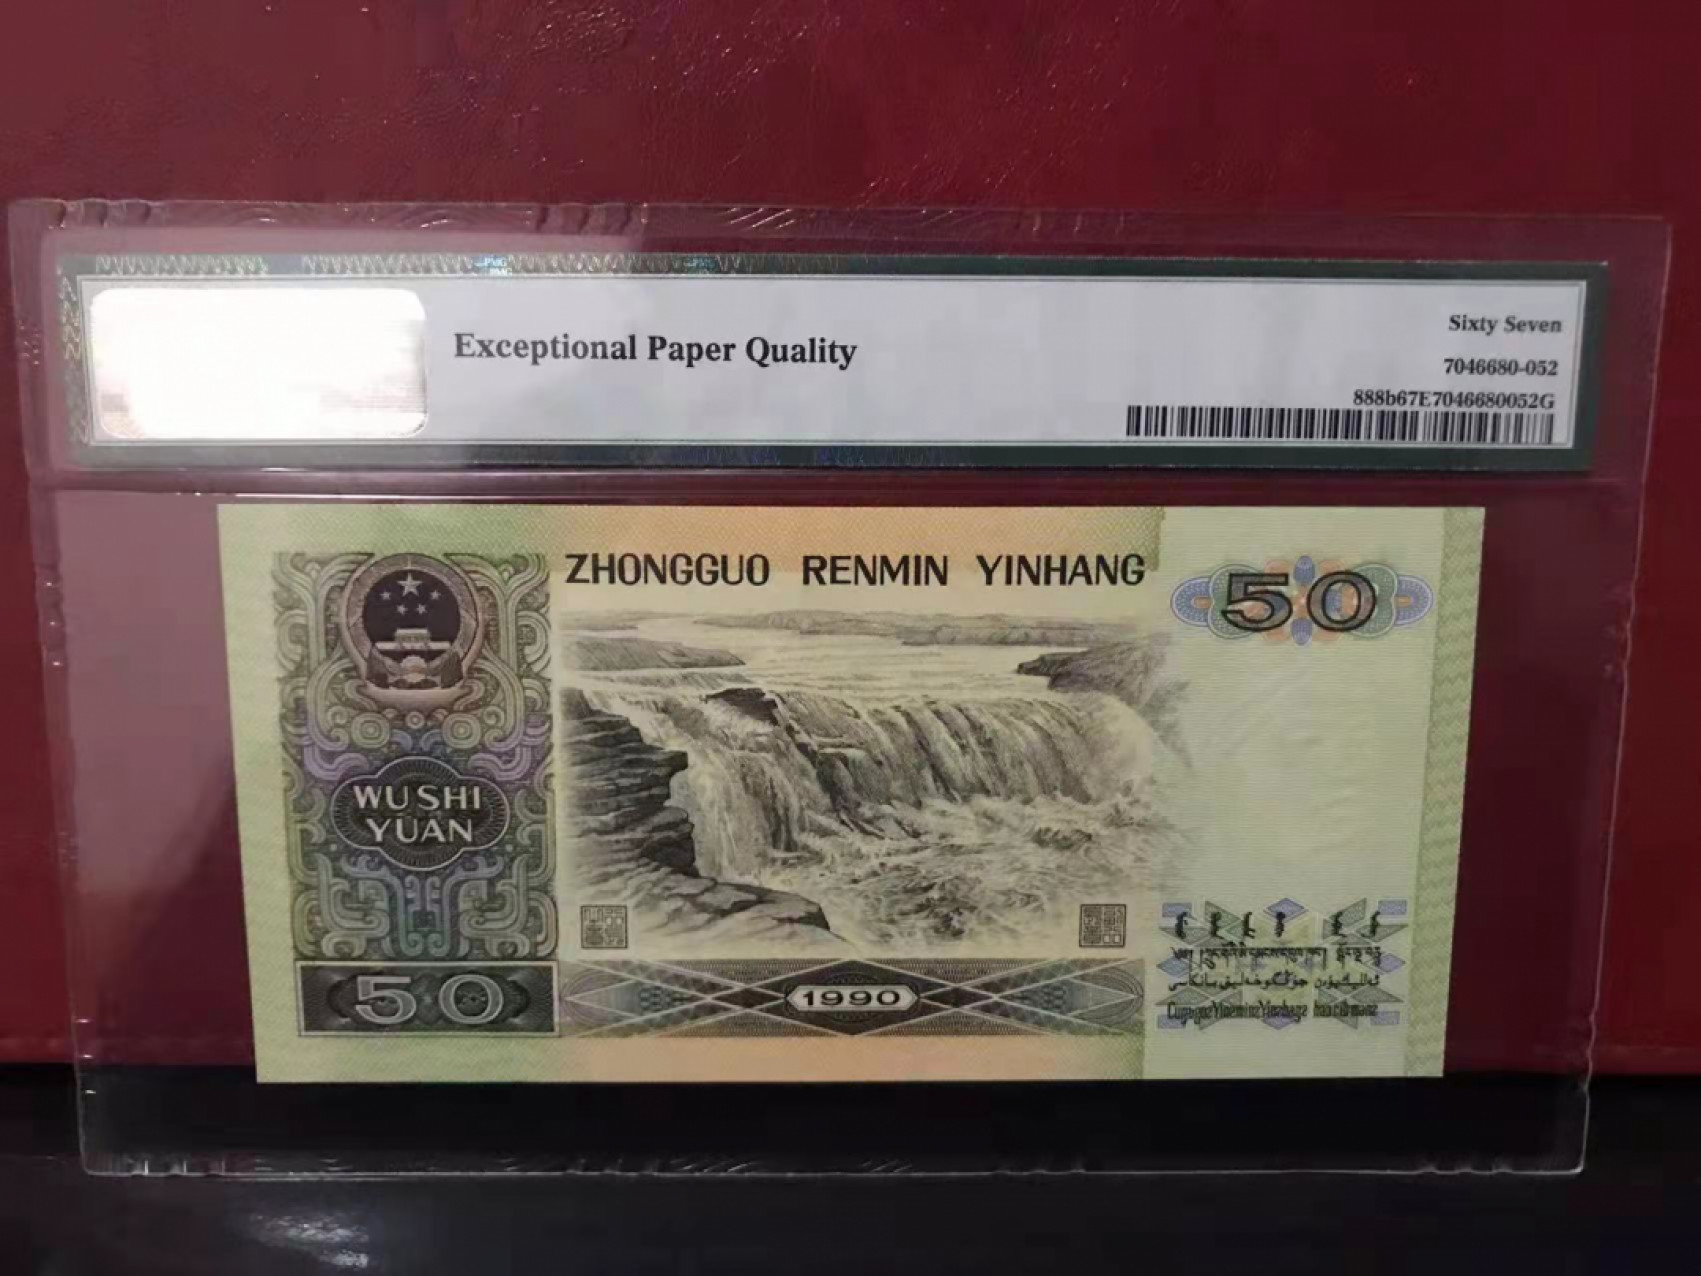 Exceptional Paper Quality
Sixty Seven
7046680-052
888b67E7046680052G
ZHONGGUO RENMIN YINHANG
50
WU SHI
YUAN
50
1990